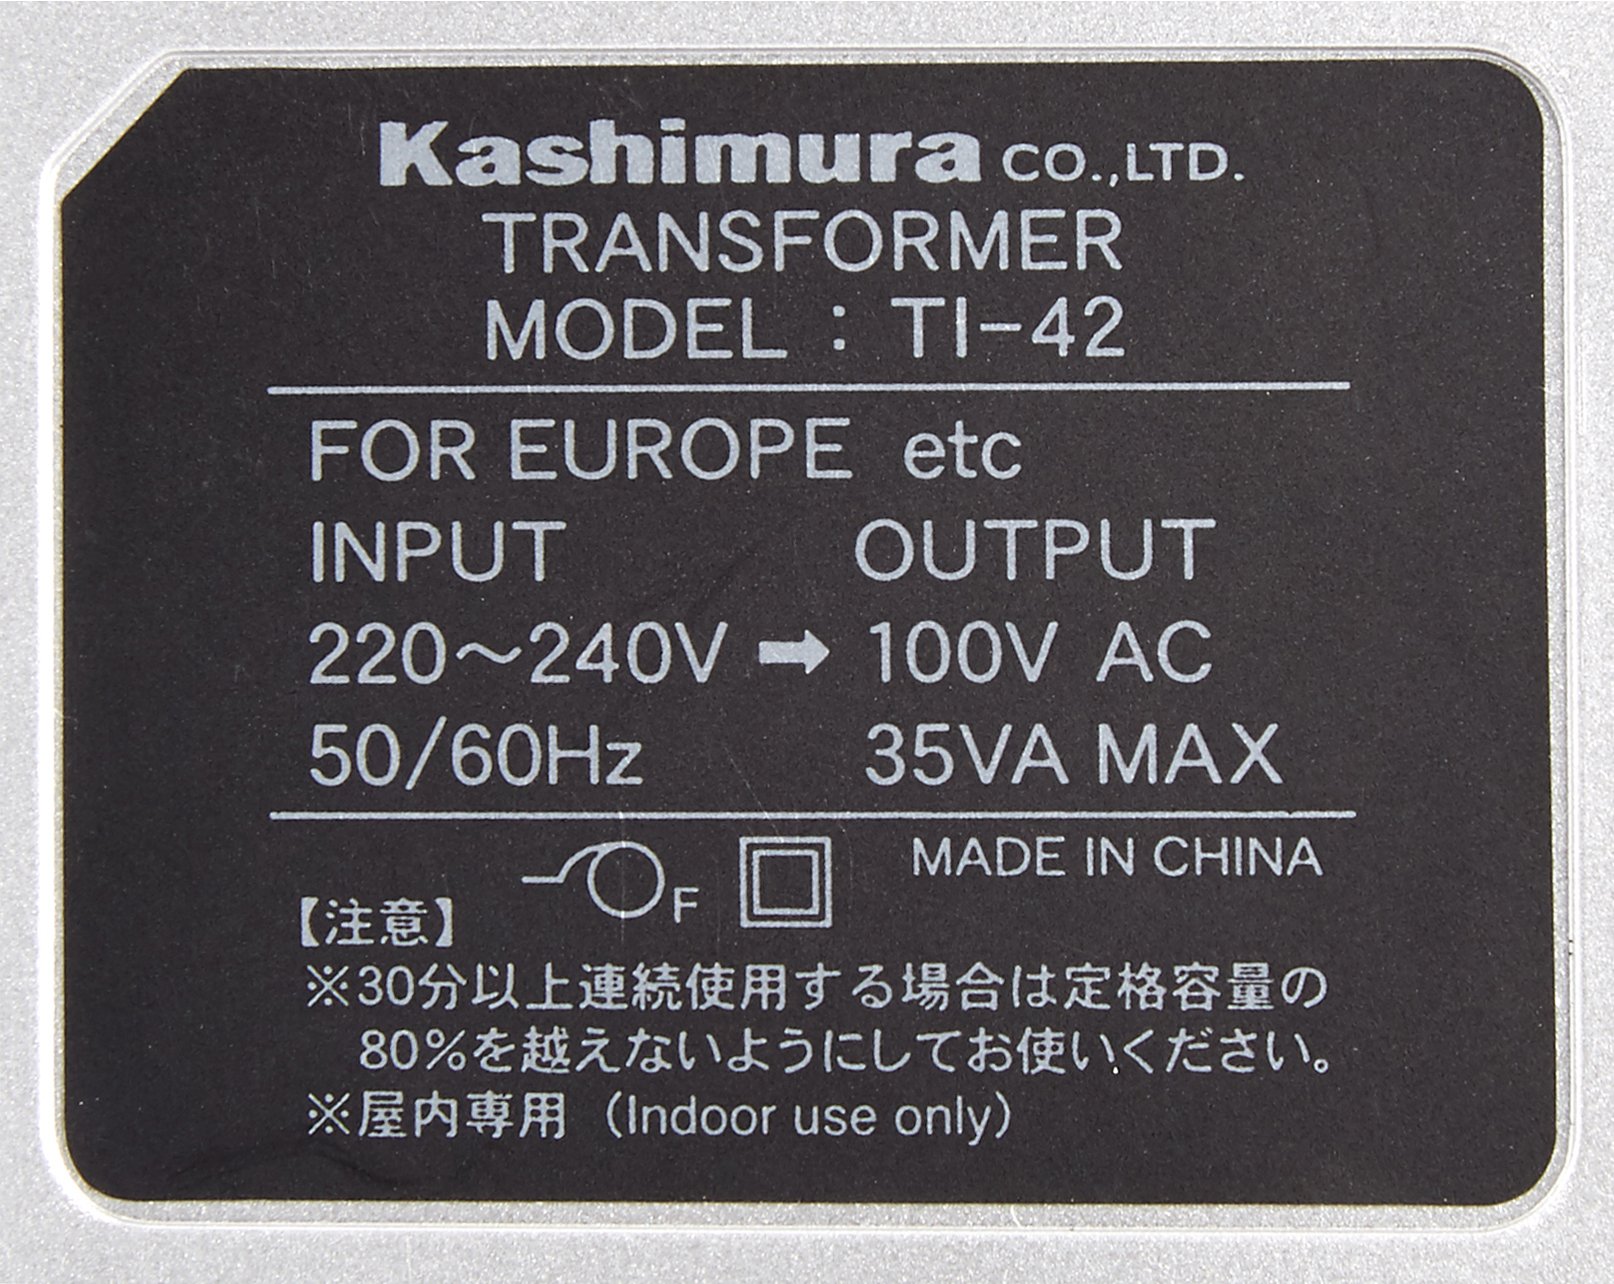 Kashimura CO.,LTD.
TRANSFORMER
MODEL : TI-42
FOR EUROPE etc
INPUT OUTPUT
220～240V ➡ 100V AC
50/60Hz 35VA MAX
F MADE IN CHINA
【注意】
※30分以上連続使用する場合は定格容量の
80%を越えないようにしてお使いください。
※屋内専用（Indoor use only）